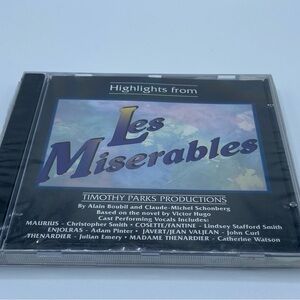 Highlights from
Les
Miserables
TIMOTHY PARKS PRODUCTIONS
By Alain Boubil and Claude-Michel Schonberg
Based on the novel by Victor Hugo
Cast Performing Vocals Includes:
MAURIUS - Christopher Smith • COSETTE/FANTINE - Lindsey Stafford Smith
ENJOLRAS - Adam Pinter • JAVERT/JEAN VALJEAN - John Curl
THENARDIER - Julian Emery • MADAME THENARDIER - Catherine Watson